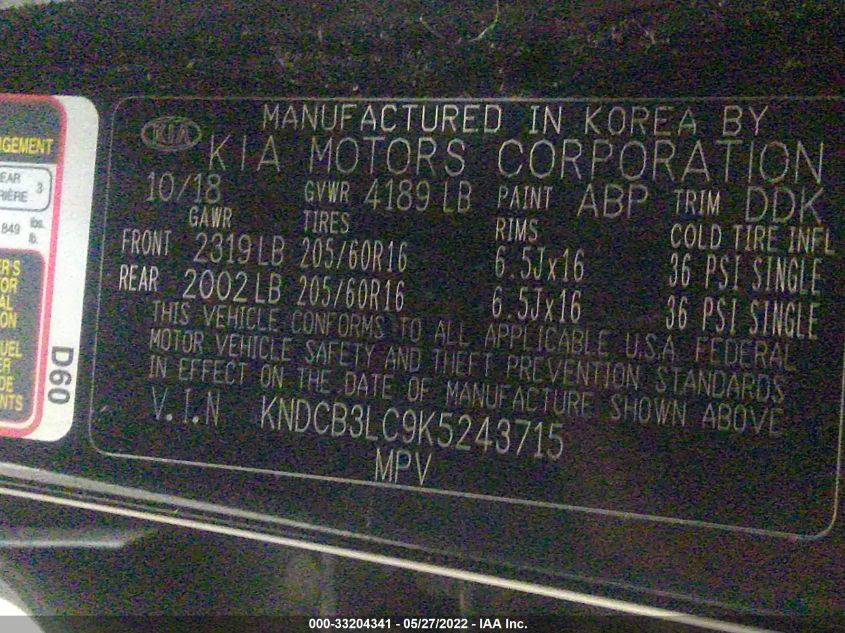 MANUFACTURED IN KOREA BY
KIA KIA MOTORS CORPORATION
10/18 GVWR 4189 LB PAINT ABP TRIM DDK
GAWR TIRES RIMS COLD TIRE INFL
FRONT 2319 LB 205/60R16 6.5Jx16 36 PSI SINGLE
REAR 2002 LB 205/60R16 6.5Jx16 36 PSI SINGLE
THIS VEHICLE CONFORMS TO ALL APPLICABLE U.S.A. FEDERAL
MOTOR VEHICLE SAFETY AND THEFT PREVENTION STANDARDS
IN EFFECT ON THE DATE OF MANUFACTURE SHOWN ABOVE
V.I.N KNDCB3LC9K5243715
MPV
3
849 lbs.
lb.
D60
000-33204341 - 05/27/2022 - IAA Inc.